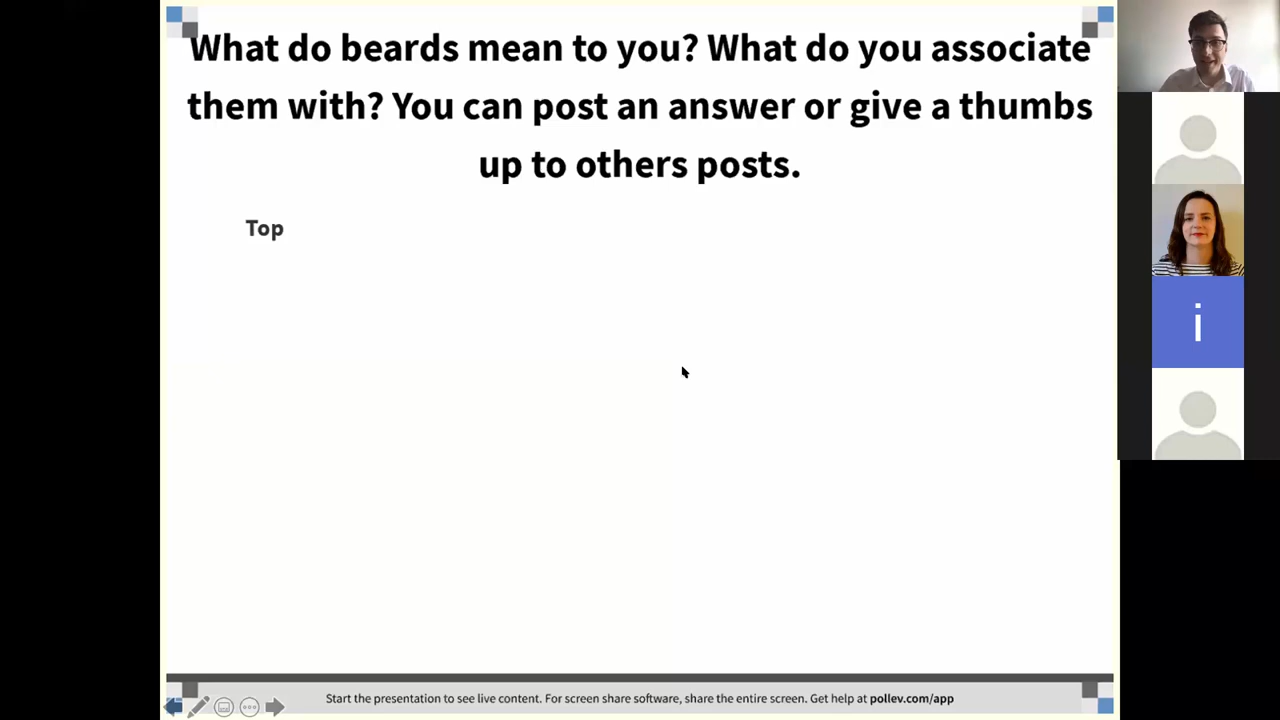 What do beards mean to you? What do you associate
them with? You can post an answer or give a thumbs
up to others posts.
Top
i
Start the presentation to see live content. For screen share software, share the entire screen. Get help at pollev.com/app